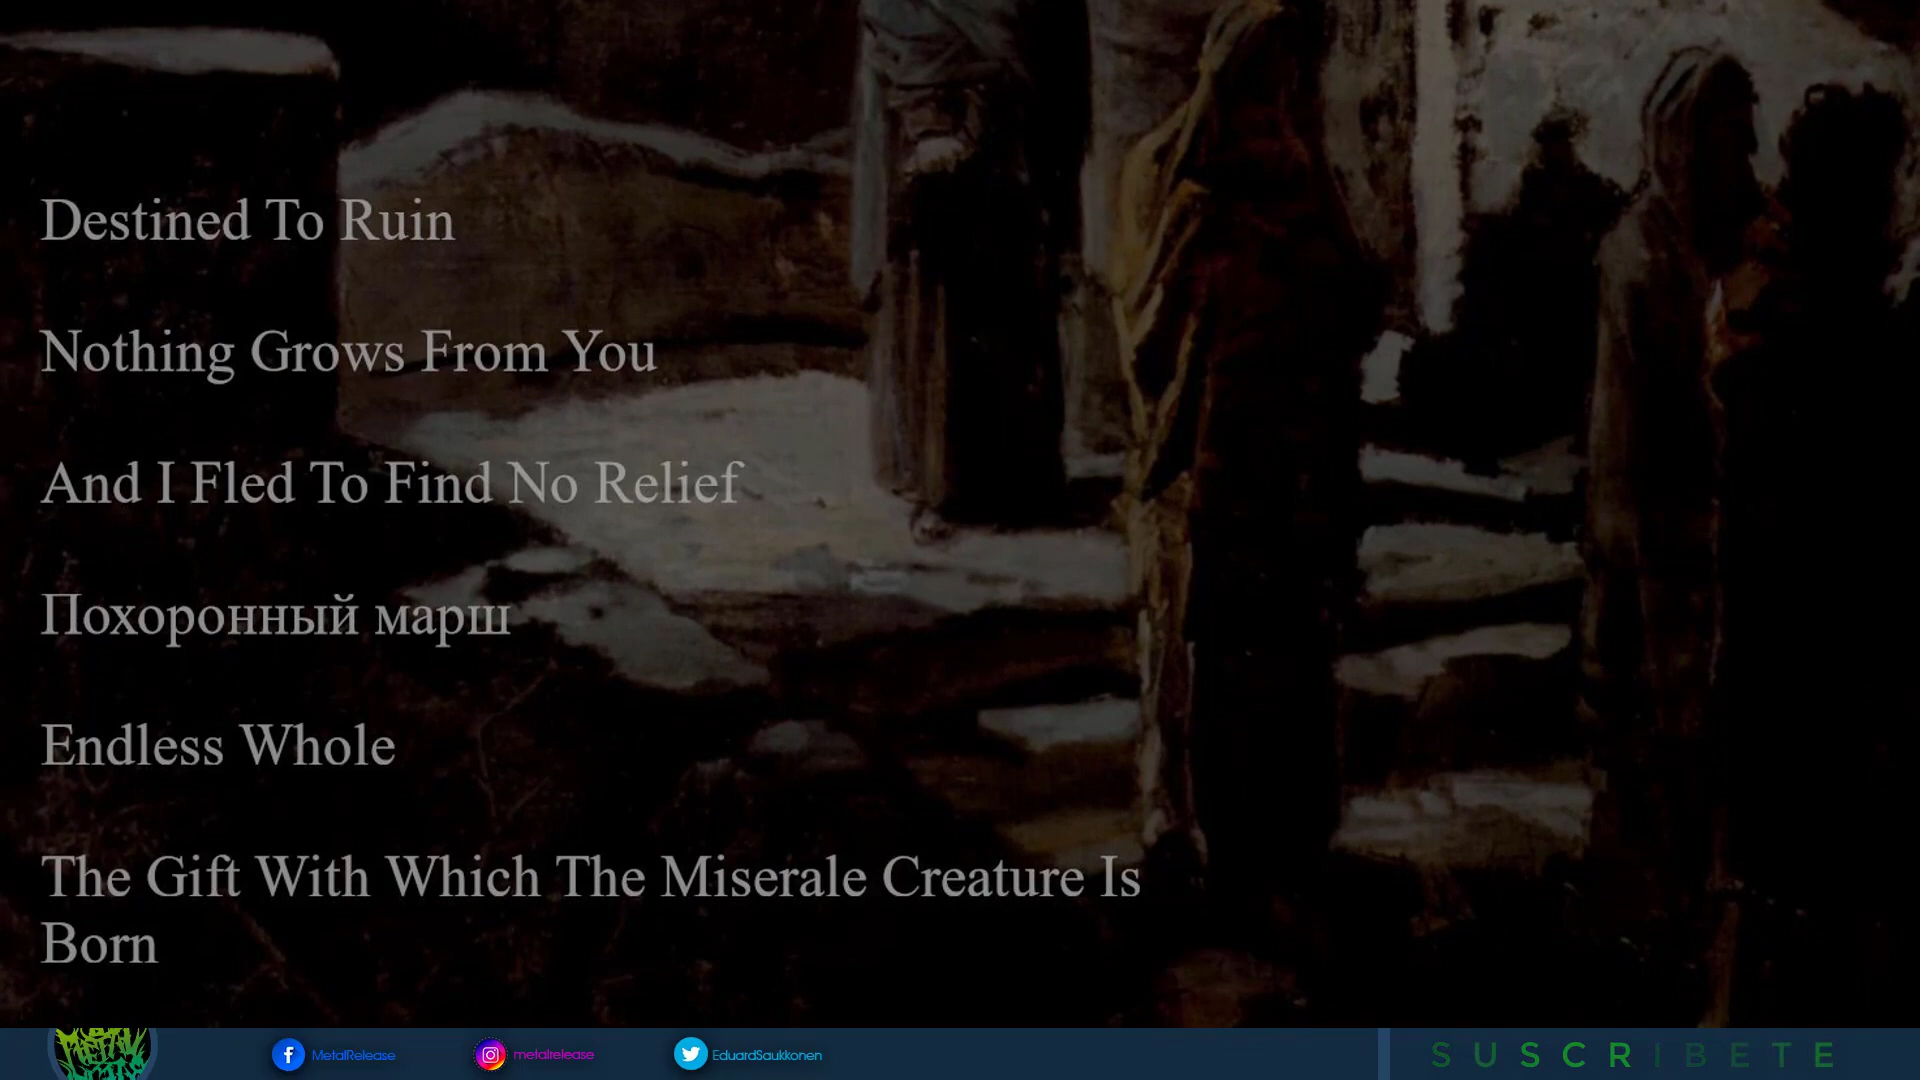 Destined To Ruin
Nothing Grows From You
And I Fled To Find No Relief
Похоронный марш
Endless Whole
The Gift With Which The Miserale Creature Is
Born
MetalRelease
metalrelease
EduardSaukkonen
SUSCRIBETE